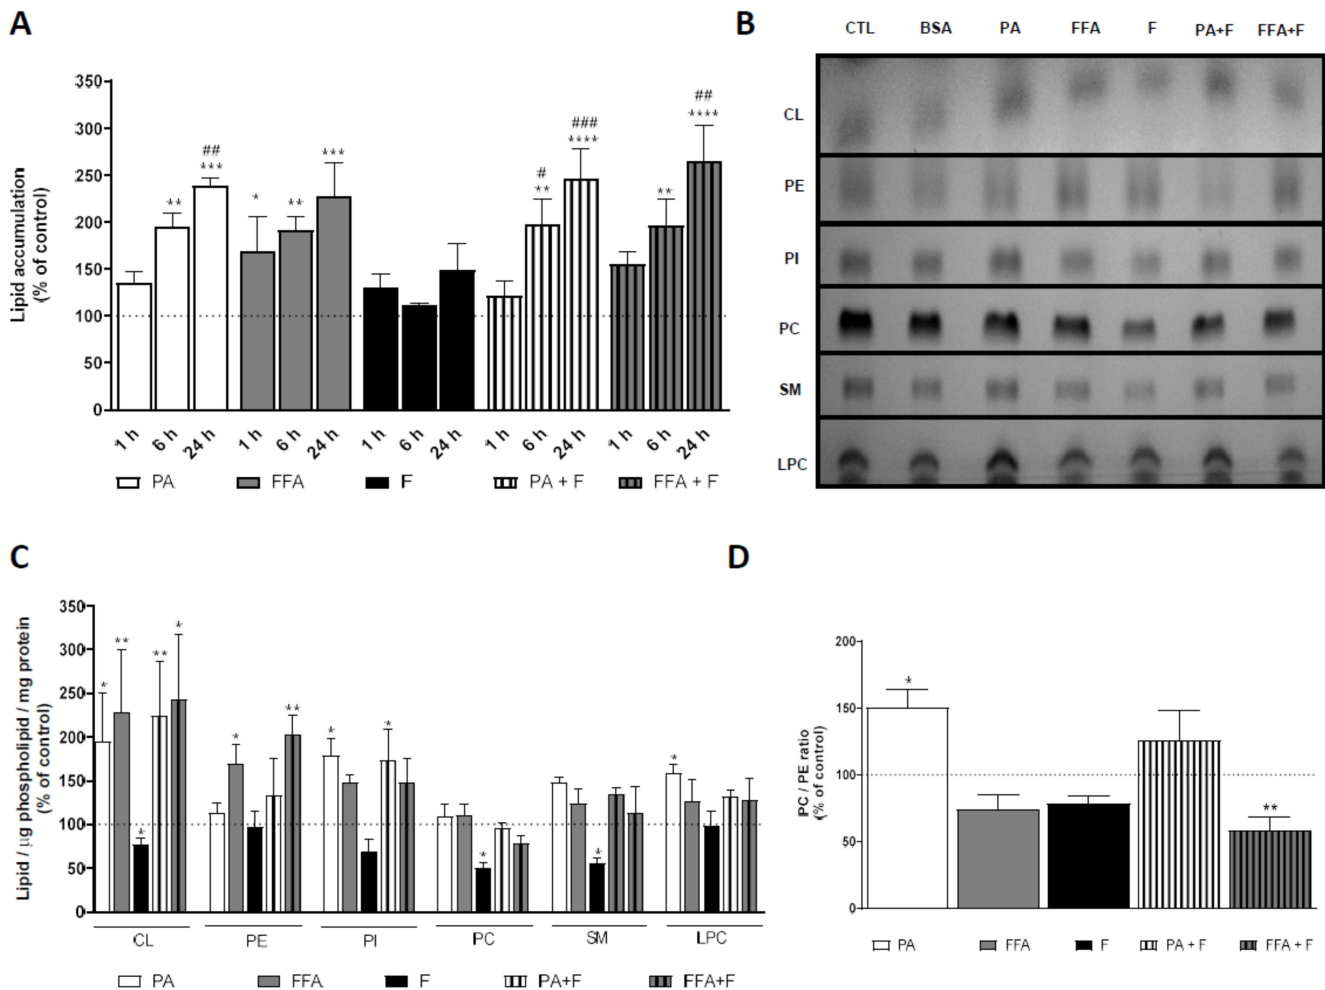 A
350
300
250
200
150
100
50
0
Lipid accumulation
(% of control)
**
***
##
*
**
***
**
#
****
###
**
****
##
1 h 6 h 24 h 1 h 6 h 24 h 1 h 6 h 24 h 1 h 6 h 24 h 1 h 6 h 24 h
PA FFA F PA + F FFA + F
B
CTL BSA PA FFA F PA+F FFA+F
CL
PE
PI
PC
SM
LPC
C
350
300
250
200
150
100
50
0
Lipid / µg phospholipid / mg protein
(% of control)
* ** * ** *
* **
* *
*
*
*
CL PE PI PC SM LPC
PA FFA F PA+F FFA+F
D
200
150
100
50
0
PC / PE ratio
(% of control)
*
**
PA FFA F PA + F FFA + F